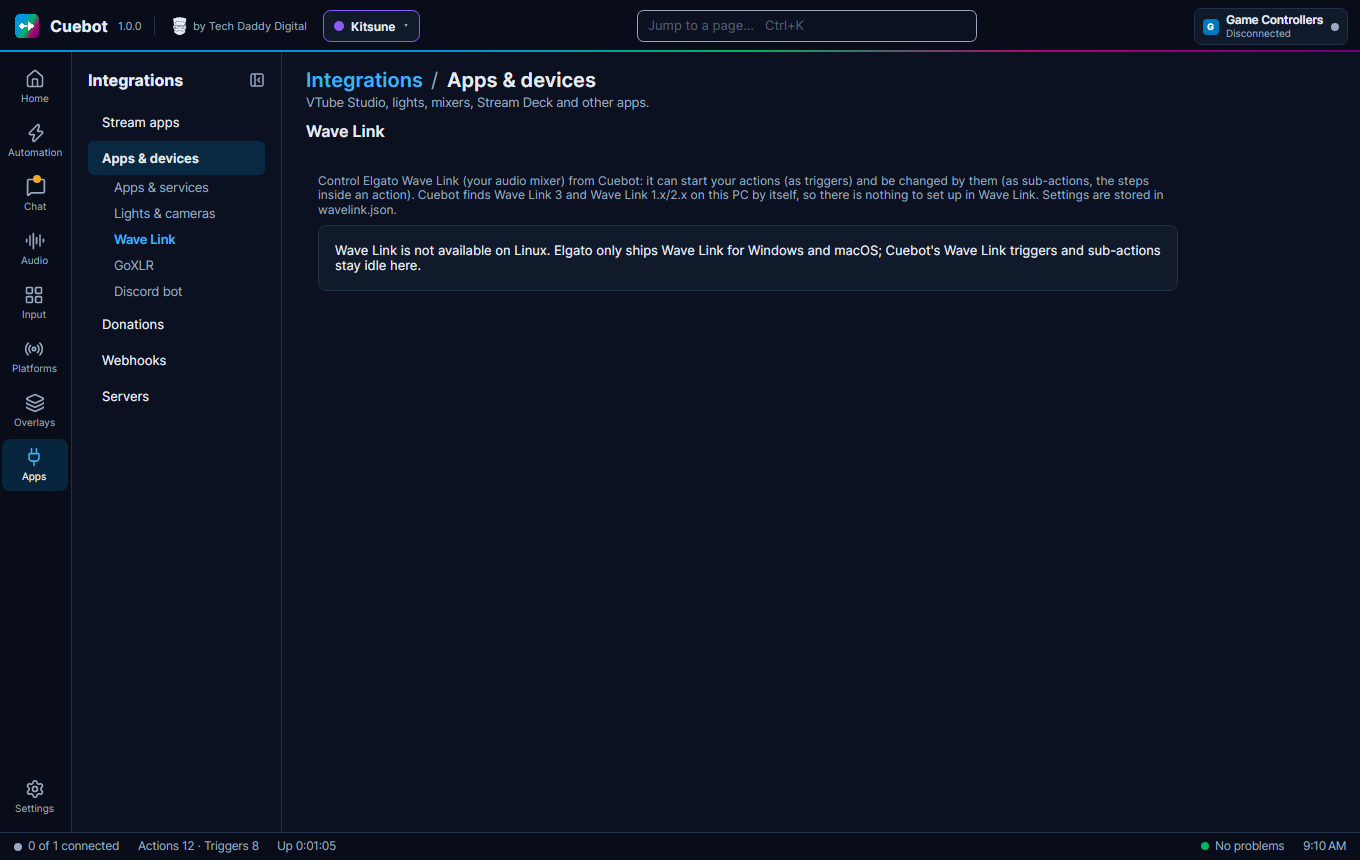 Cuebot 1.0.0 by Tech Daddy Digital Kitsune
Jump to a page... Ctrl+K
G Game Controllers
Disconnected
Home
Automation
Chat
Audio
Input
Platforms
Overlays
Apps
Settings
Integrations
Stream apps
Apps & devices
Apps & services
Lights & cameras
Wave Link
GoXLR
Discord bot
Donations
Webhooks
Servers
Integrations / Apps & devices
VTube Studio, lights, mixers, Stream Deck and other apps.
Wave Link
Control Elgato Wave Link (your audio mixer) from Cuebot: it can start your actions (as triggers) and be changed by them (as sub-actions, the steps
inside an action). Cuebot finds Wave Link 3 and Wave Link 1.x/2.x on this PC by itself, so there is nothing to set up in Wave Link. Settings are stored in
wavelink.json.
Wave Link is not available on Linux. Elgato only ships Wave Link for Windows and macOS; Cuebot's Wave Link triggers and sub-actions
stay idle here.
0 of 1 connected Actions 12 · Triggers 8 Up 0:01:05
No problems 9:10 AM